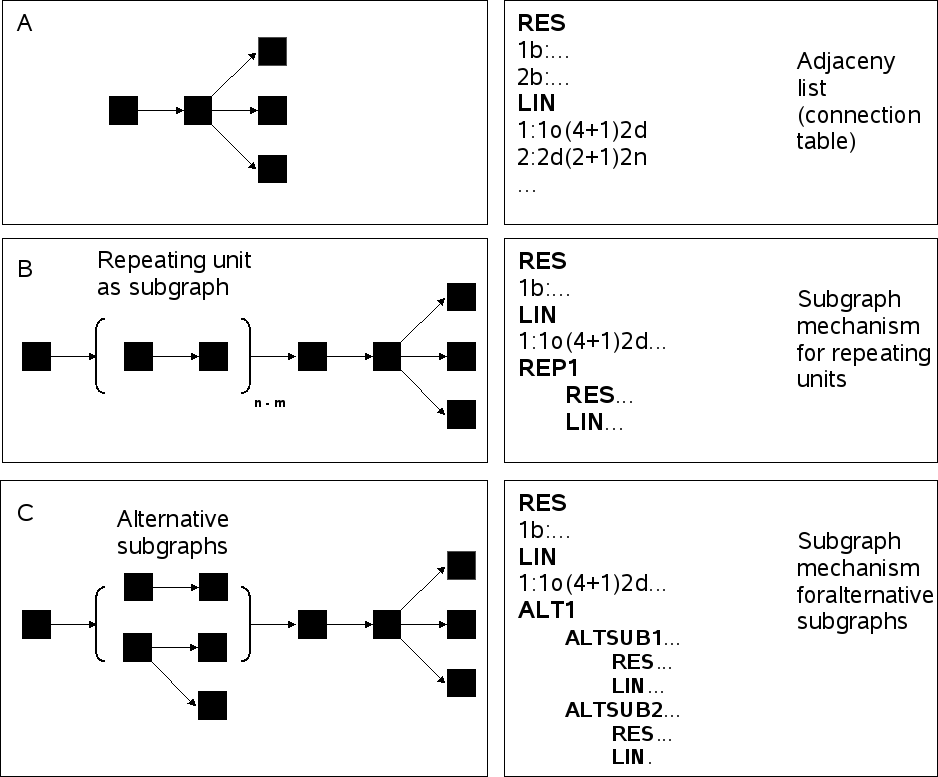 A
RES
1b:...
2b:...
LIN
1:1o(4+1)2d
2:2d(2+1)2n
...
Adjaceny
list
(connection
table)
B
Repeating unit
as subgraph
n - m
RES
1b:...
LIN
1:1o(4+1)2d...
REP1
RES...
LIN...
Subgraph
mechanism
for repeating
units
C
Alternative
subgraphs
RES
1b:...
LIN
1:1o(4+1)2d...
ALT1
ALTSUB1...
RES...
LIN...
ALTSUB2...
RES...
LIN.
Subgraph
mechanism
foralternative
subgraphs